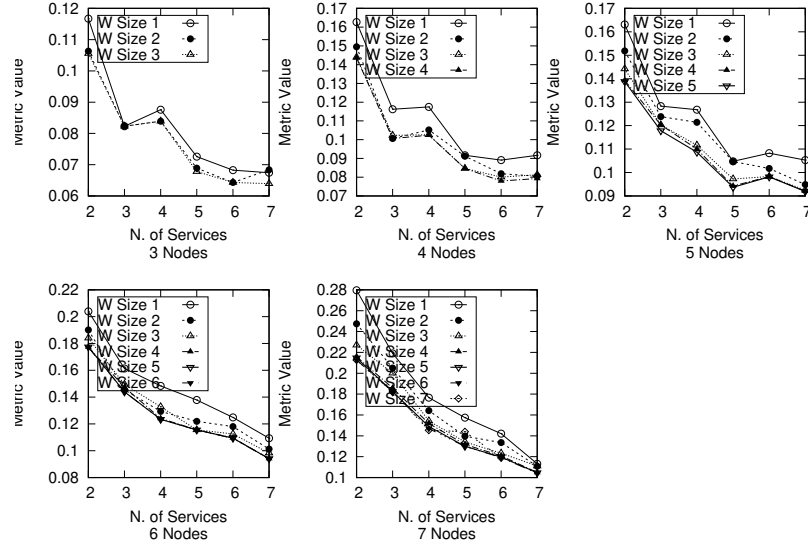 0.12
0.11
0.1
0.09
0.08
0.07
0.06
Metric Value
W Size 1
W Size 2
W Size 3
2 3 4 5 6 7
N. of Services
3 Nodes
0.17
0.16
0.15
0.14
0.13
0.12
0.11
0.1
0.09
0.08
0.07
Metric Value
W Size 1
W Size 2
W Size 3
W Size 4
2 3 4 5 6 7
N. of Services
4 Nodes
0.17
0.16
0.15
0.14
0.13
0.12
0.11
0.1
0.09
W Size 1
W Size 2
W Size 3
W Size 4
W Size 5
2 3 4 5 6 7
N. of Services
5 Nodes
0.22
0.2
0.18
0.16
0.14
0.12
0.1
0.08
Metric Value
W Size 1
W Size 2
W Size 3
W Size 4
W Size 5
W Size 6
2 3 4 5 6 7
N. of Services
6 Nodes
0.28
0.26
0.24
0.22
0.2
0.18
0.16
0.14
0.12
0.1
Metric Value
W Size 1
W Size 2
W Size 3
W Size 4
W Size 5
W Size 6
W Size 7
2 3 4 5 6 7
N. of Services
7 Nodes